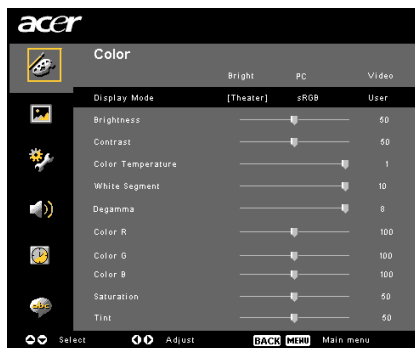 acer
Color
Bright PC Video
Display Mode [Theater] sRGB User
Brightness 50
Contrast 50
Color Temperature 1
White Segment 10
Degamma 8
Color R 100
Color G 100
Color B 100
Saturation 50
Tint 50
abc
Select Adjust BACK MENU Main menu